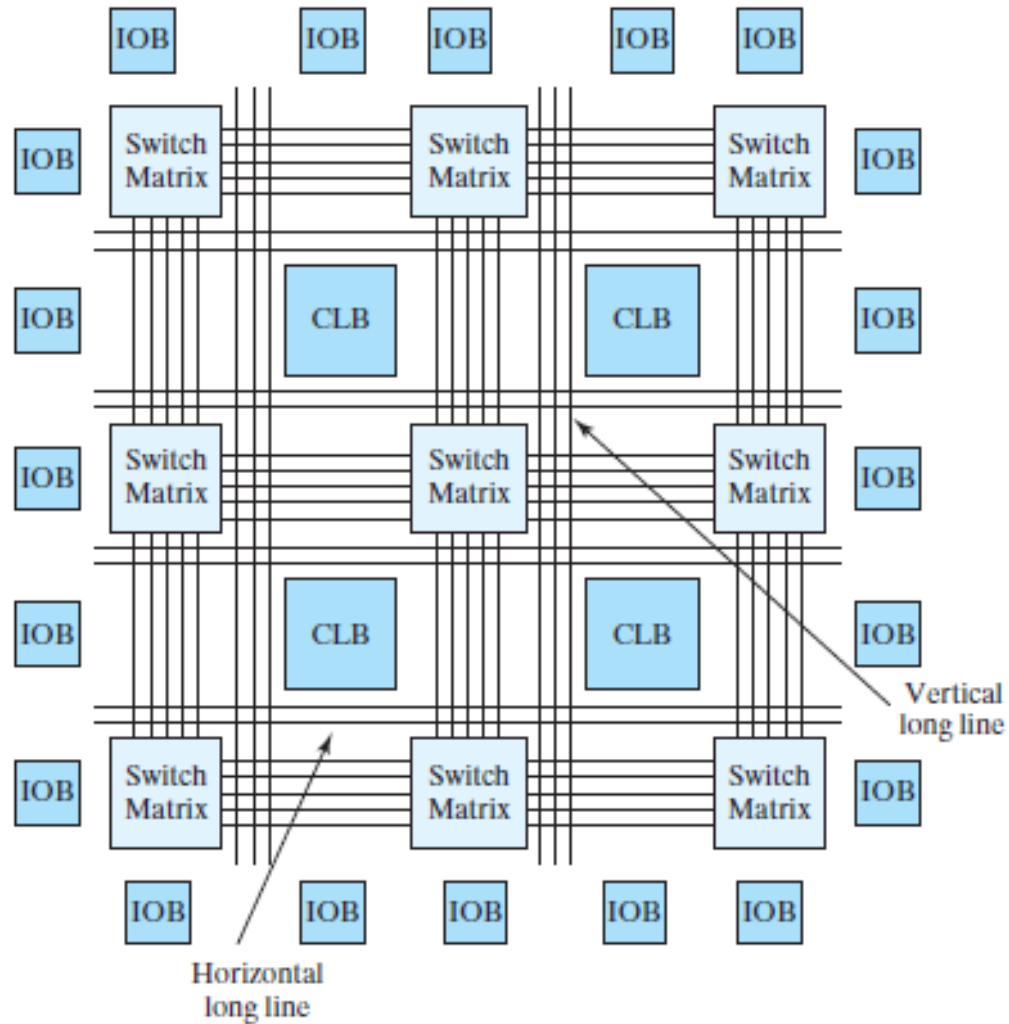 IOB IOB IOB IOB IOB
IOB Switch Matrix Switch Matrix Switch Matrix IOB
IOB CLB CLB IOB
IOB Switch Matrix Switch Matrix Switch Matrix IOB
IOB CLB CLB IOB
Vertical
long line
IOB Switch Matrix Switch Matrix Switch Matrix IOB
IOB IOB IOB IOB IOB
Horizontal
long line